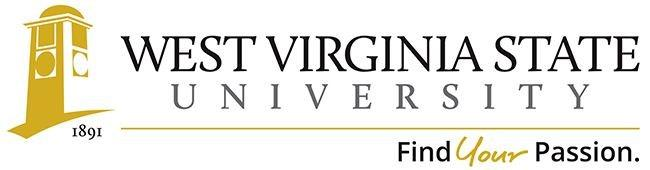 WEST VIRGINIA STATE
UNIVERSITY
1891
Find Your Passion.